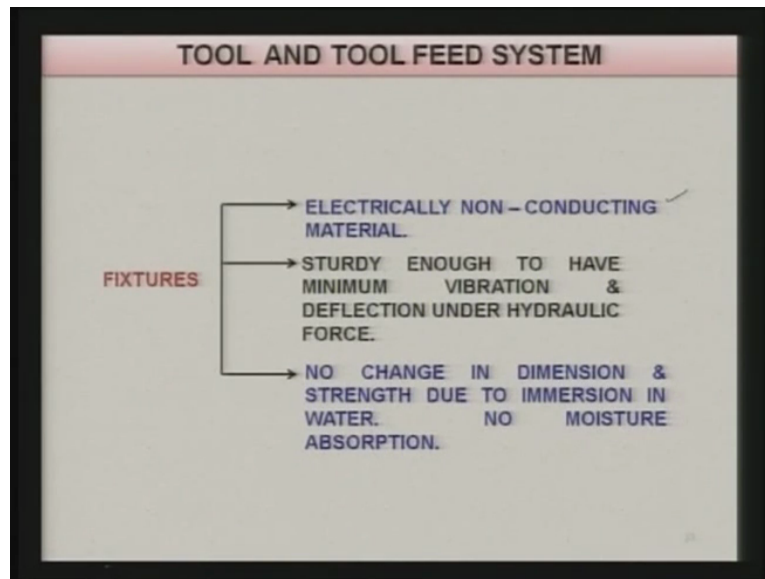 TOOL AND TOOL FEED SYSTEM
ELECTRICALLY NON – CONDUCTING
MATERIAL.
FIXTURES
STURDY ENOUGH TO HAVE
MINIMUM VIBRATION &
DEFLECTION UNDER HYDRAULIC
FORCE.
NO CHANGE IN DIMENSION &
STRENGTH DUE TO IMMERSION IN
WATER. NO MOISTURE
ABSORPTION.